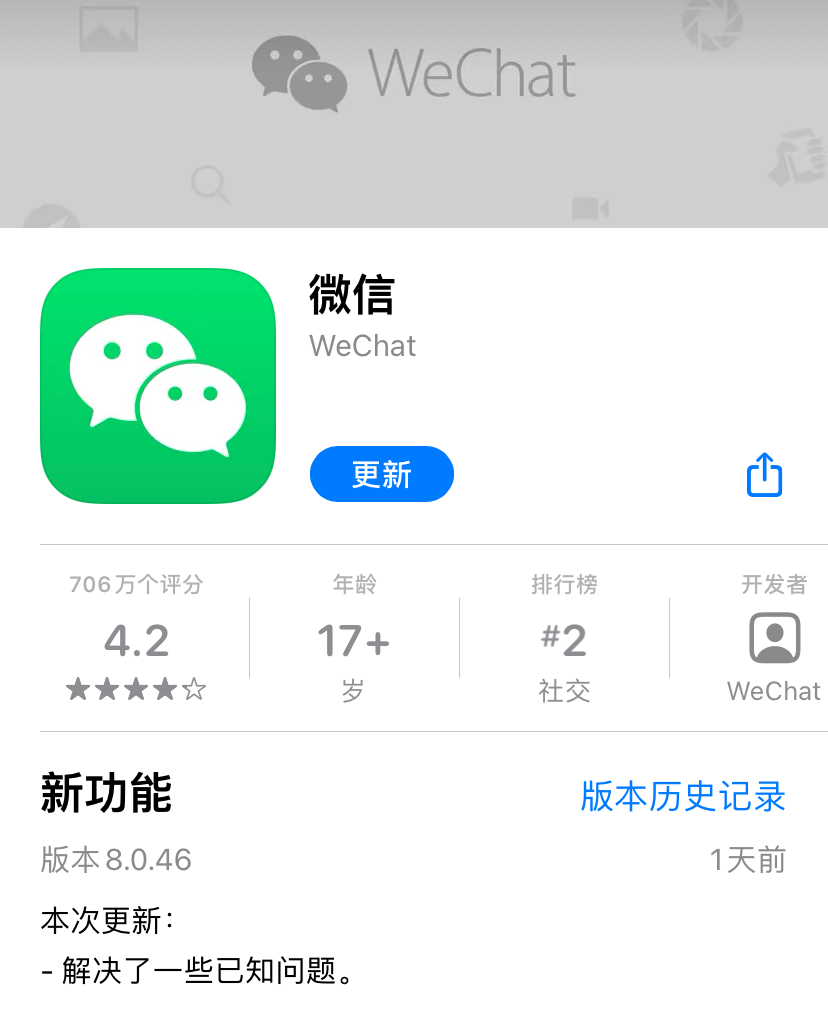 WeChat
微信
WeChat
更新
706万个评分
年龄
排行榜
开发者
4.2
17+
#2
岁
社交
WeChat
新功能
版本历史记录
版本 8.0.46
1天前
本次更新：
- 解决了一些已知问题。